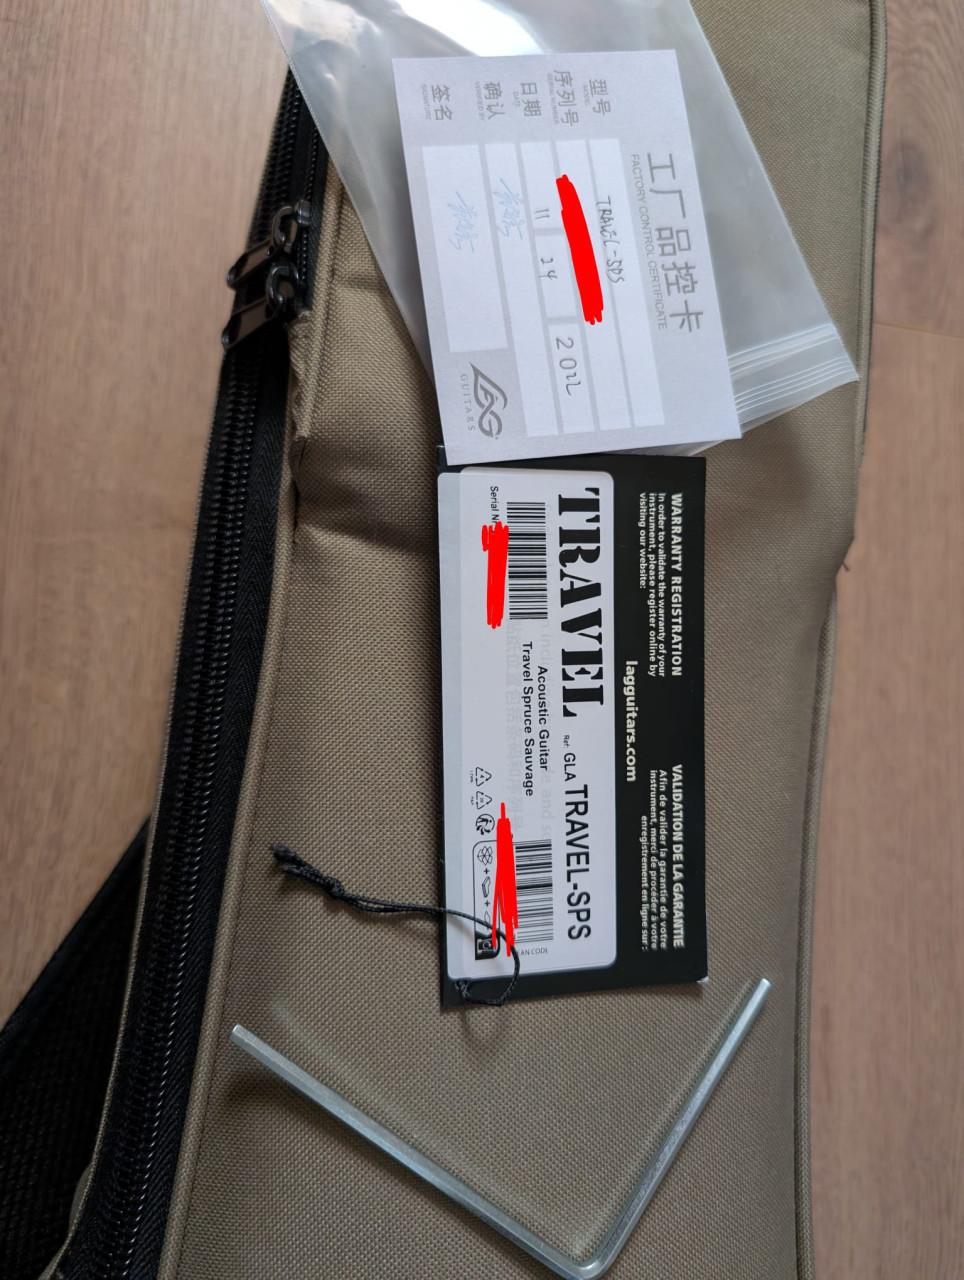 工厂品控卡
FACTORY CONTROL CERTIFICATE
型号
MODEL
TRAVEL-SPS
序列号
SERIAL NUMBER
日期
DATE
11 24 2022
确认
VERIFIED BY
签名
SIGNATURE
LAG
GUITARS
WARRANTY REGISTRATION
In order to validate the warranty of your
instrument, please register online by
visiting our website:
VALIDATION DE LA GARANTIE
Afin de valider la garantie de votre
instrument, merci de procéder à votre
enregistrement en ligne sur :
lagguitars.com
TRAVEL
Ref: GLA TRAVEL-SPS
Acoustic Guitar
Travel Spruce Sauvage
Serial N
EAN CODE